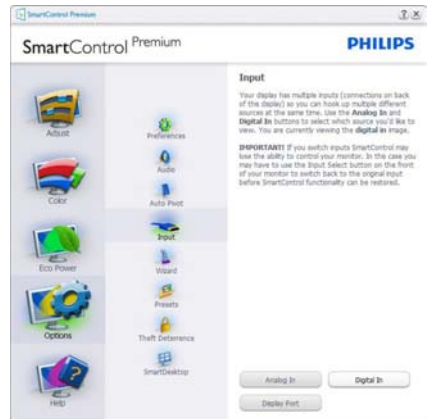 SmartControl Premium
SmartControl Premium
PHILIPS
Adjust
Color
Eco Power
Options
Help
Preferences
Audio
Auto Pivot
Input
Wizard
Presets
Theft Deterrence
SmartDesktop
Input
Your display has multiple inputs (connections on back
of the display) so you can hook up multiple different
sources at the same time. Use the Analog In and
Digital In buttons to select which source you'd like to
view. You are currently viewing the digital in image.
IMPORTANT! If you switch inputs SmartControl may
lose the ability to control your monitor. In the case you
may have to use the Input Select button on the front
of your monitor to switch back to the original input
before SmartControl functionality can be restored.
Analog In
Digital In
Display Port